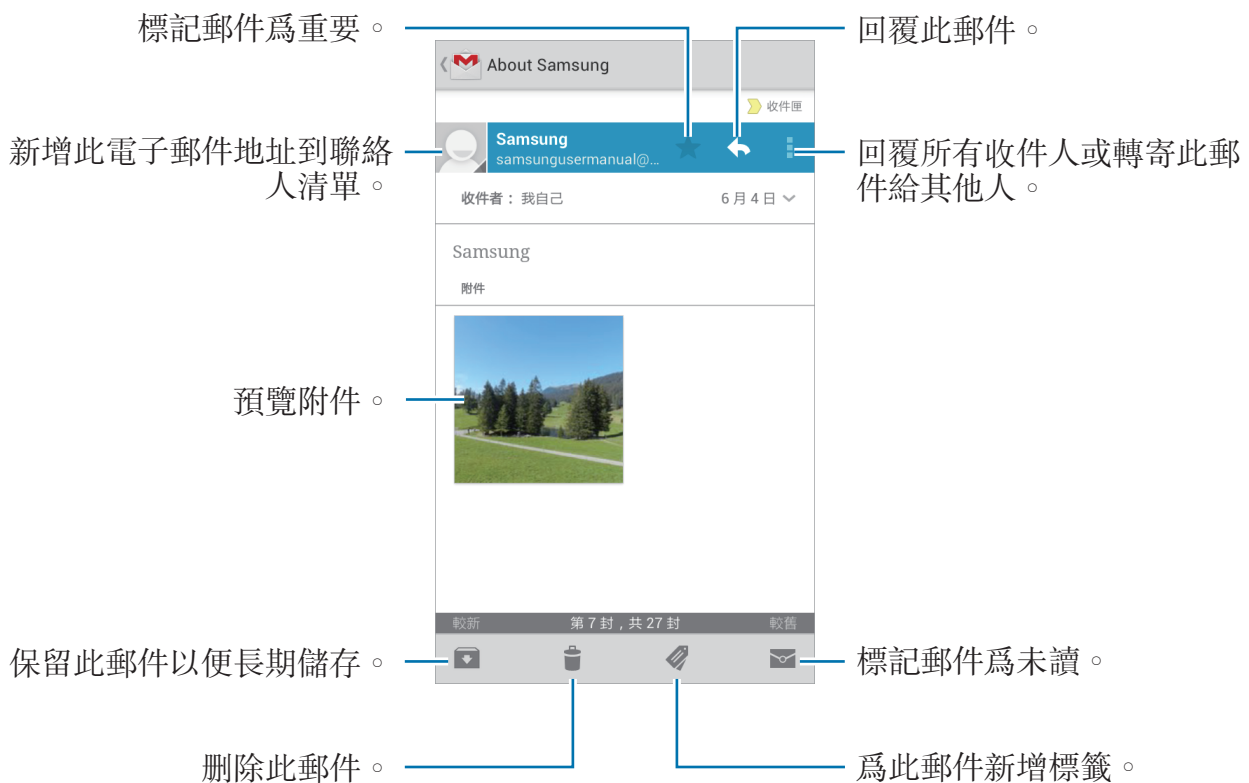 標記郵件爲重要。
回覆此郵件。
About Samsung
收件匣
新增此電子郵件地址到聯絡
人清單。
Samsung
samsungusermanual@...
回覆所有收件人或轉寄此郵
件給其他人。
收件者： 我自己
6 月 4 日
Samsung
附件
預覽附件。
較新
第 7 封 , 共 27 封
較舊
保留此郵件以便長期儲存。
標記郵件爲未讀。
刪除此郵件。
爲此郵件新增標籤。